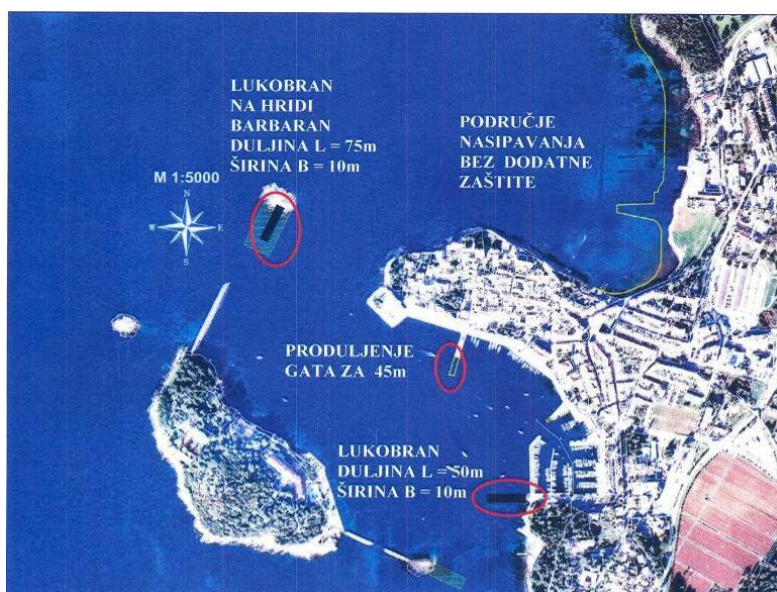 LUKOBRAN
NA HRIDI
BARBARAN
DULJINA L = 75m
ŠIRINA B = 10m
PODRUČJE
NASIPAVANJA
BEZ DODATNE
ZAŠTITE
M 1:5000
N
W
E
S
PRODULJENJE
GATA ZA 45m
LUKOBRAN
DULJINA L = 50m
ŠIRINA B = 10m